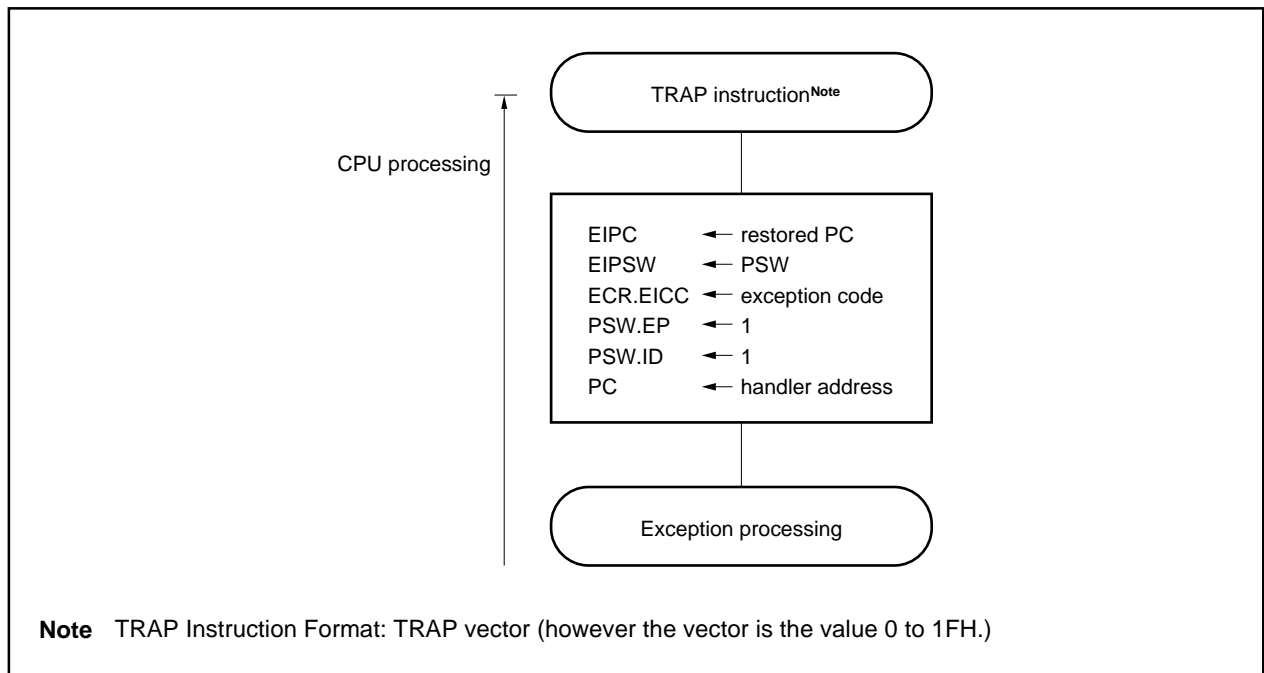 TRAP instructionNote
CPU processing
EIPC ← restored PC
EIPSW ← PSW
ECR.EICC ← exception code
PSW.EP ← 1
PSW.ID ← 1
PC ← handler address
Exception processing
Note TRAP Instruction Format: TRAP vector (however the vector is the value 0 to 1FH.)